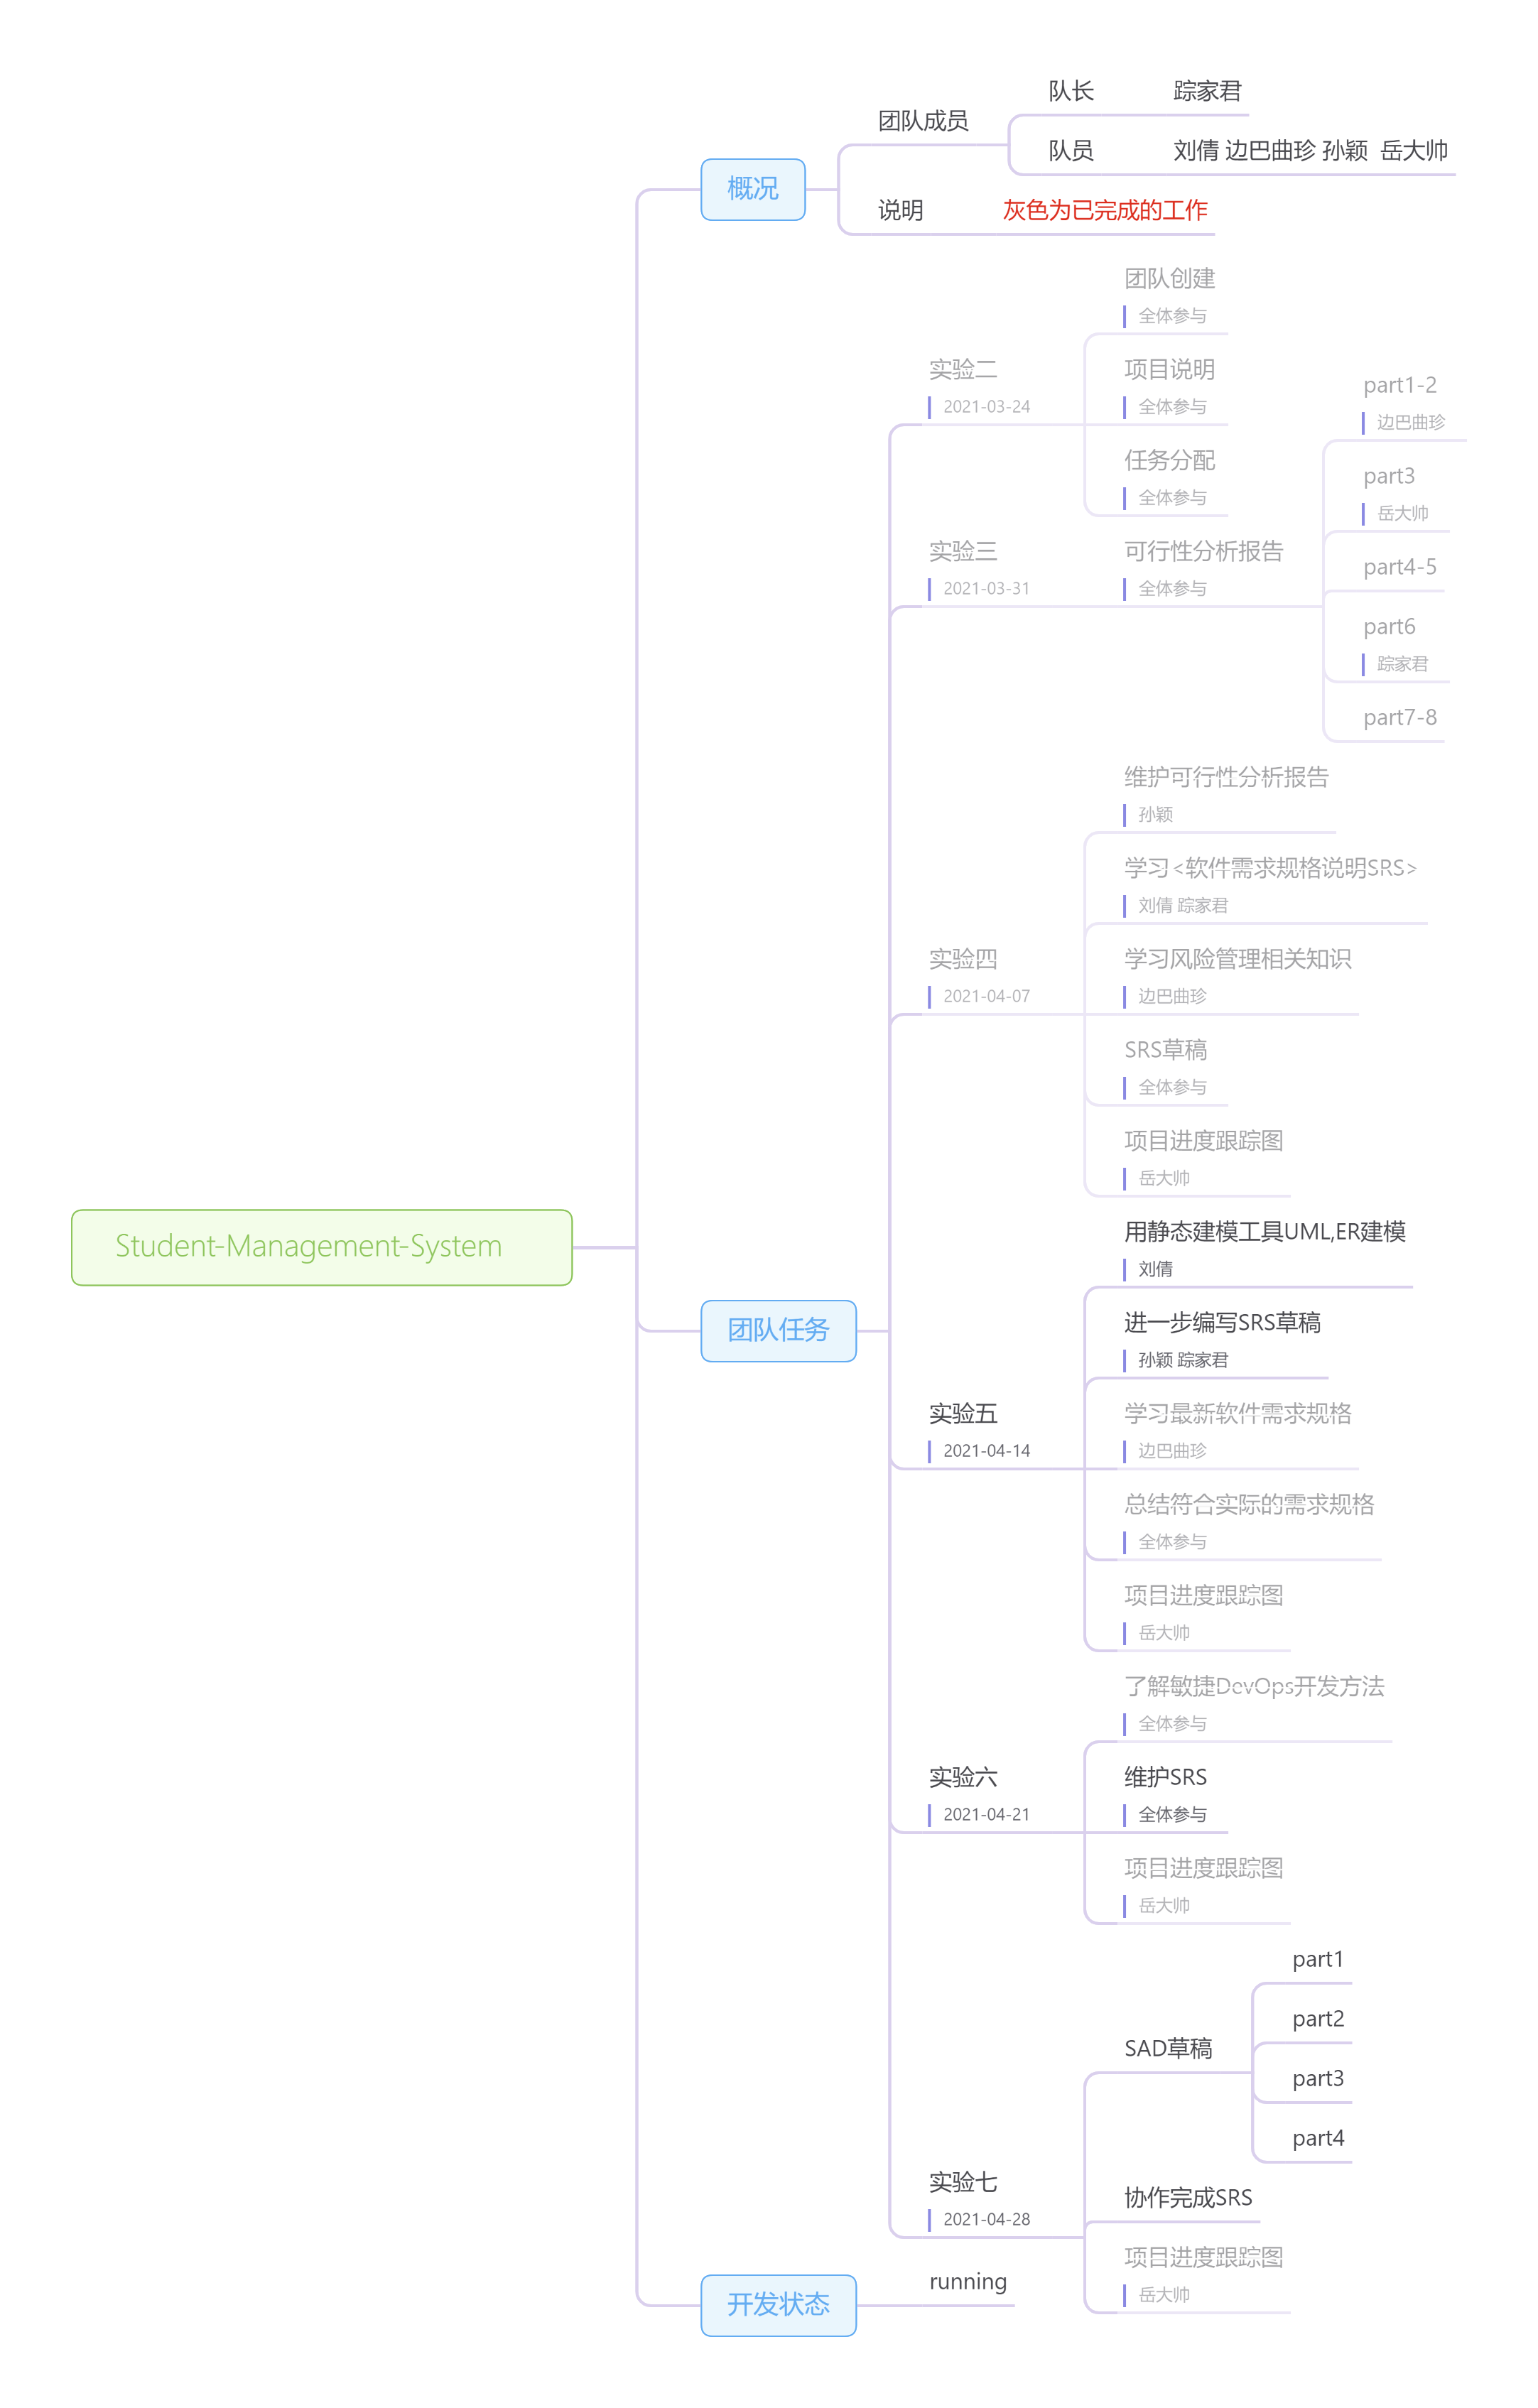 Student-Management-System
概况
团队成员
队长
踪家君
队员
刘倩 边巴曲珍 孙颖 岳大帅
说明
灰色为已完成的工作
团队任务
实验二
2021-03-24
团队创建
全体参与
项目说明
全体参与
任务分配
全体参与
实验三
2021-03-31
可行性分析报告
全体参与
part1-2
边巴曲珍
part3
岳大帅
part4-5
part6
踪家君
part7-8
实验四
2021-04-07
维护可行性分析报告
孙颖
学习<软件需求规格说明SRS>
刘倩 踪家君
学习风险管理相关知识
边巴曲珍
SRS草稿
全体参与
项目进度跟踪图
岳大帅
实验五
2021-04-14
用静态建模工具UML,ER建模
刘倩
进一步编写SRS草稿
孙颖 踪家君
学习最新软件需求规格
边巴曲珍
总结符合实际的需求规格
全体参与
项目进度跟踪图
岳大帅
实验六
2021-04-21
了解敏捷DevOps开发方法
全体参与
维护SRS
全体参与
项目进度跟踪图
岳大帅
实验七
2021-04-28
SAD草稿
part1
part2
part3
part4
协作完成SRS
项目进度跟踪图
岳大帅
开发状态
running